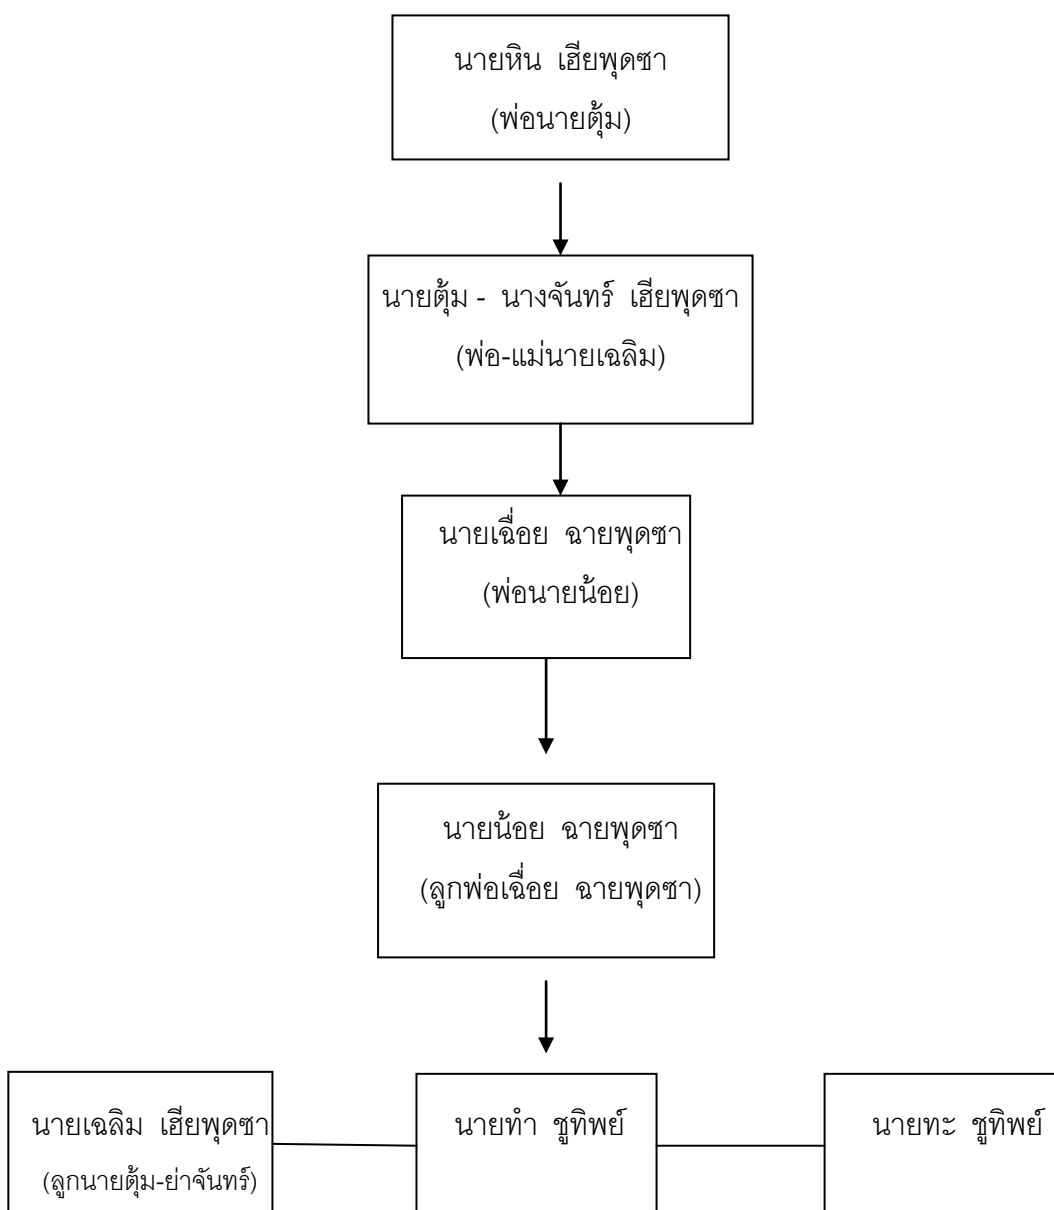 นายหิน เฮียพุดซา
(พ่อนายตุ้ม)
นายตุ้ม - นางจันทร์ เฮียพุดซา
(พ่อ-แม่นายเฉลิม)
นายเฉื่อย ฉายพุดซา
(พ่อนายน้อย)
นายน้อย ฉายพุดซา
(ลูกพ่อเฉื่อย ฉายพุดซา)
นายเฉลิม เฮียพุดซา
(ลูกนายตุ้ม-ย่าจันทร์)
นายทำ ชูทิพย์
นายทะ ชูทิพย์